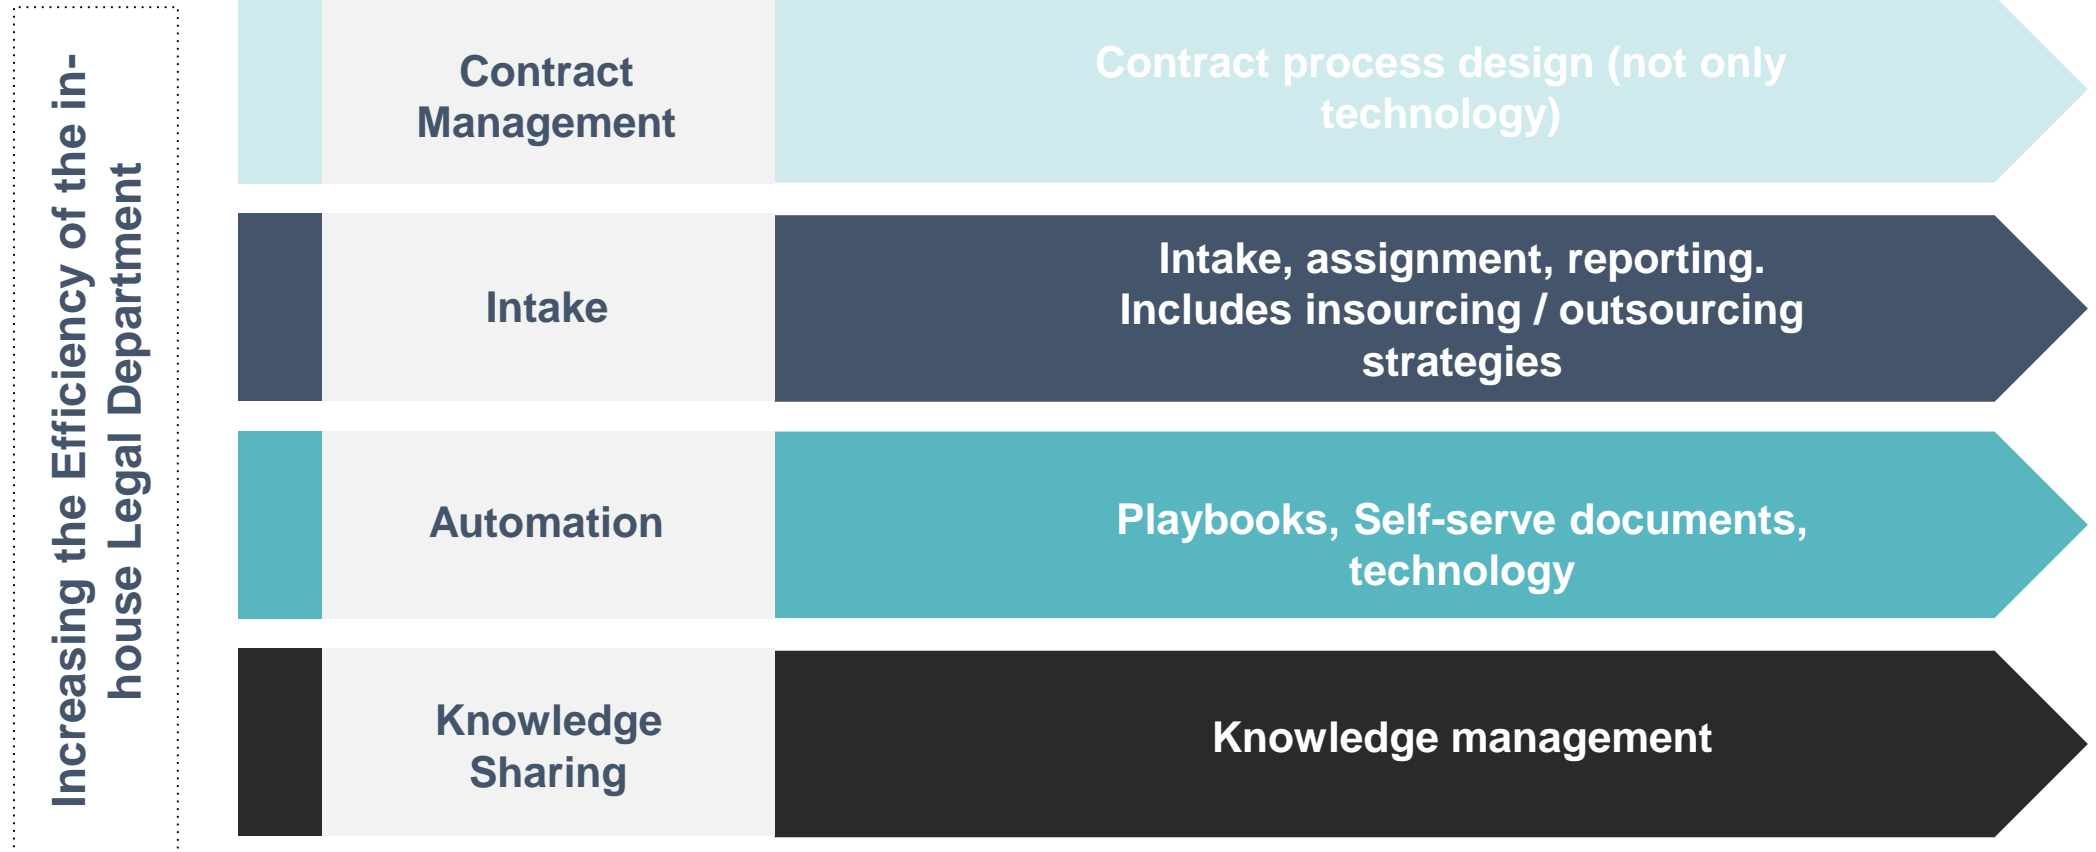 Increasing the Efficiency of the in-
house Legal Department
Contract
Management
Contract process design (not only
technology)
Intake
Intake, assignment, reporting.
Includes insourcing / outsourcing
strategies
Automation
Playbooks, Self-serve documents,
technology
Knowledge
Sharing
Knowledge management